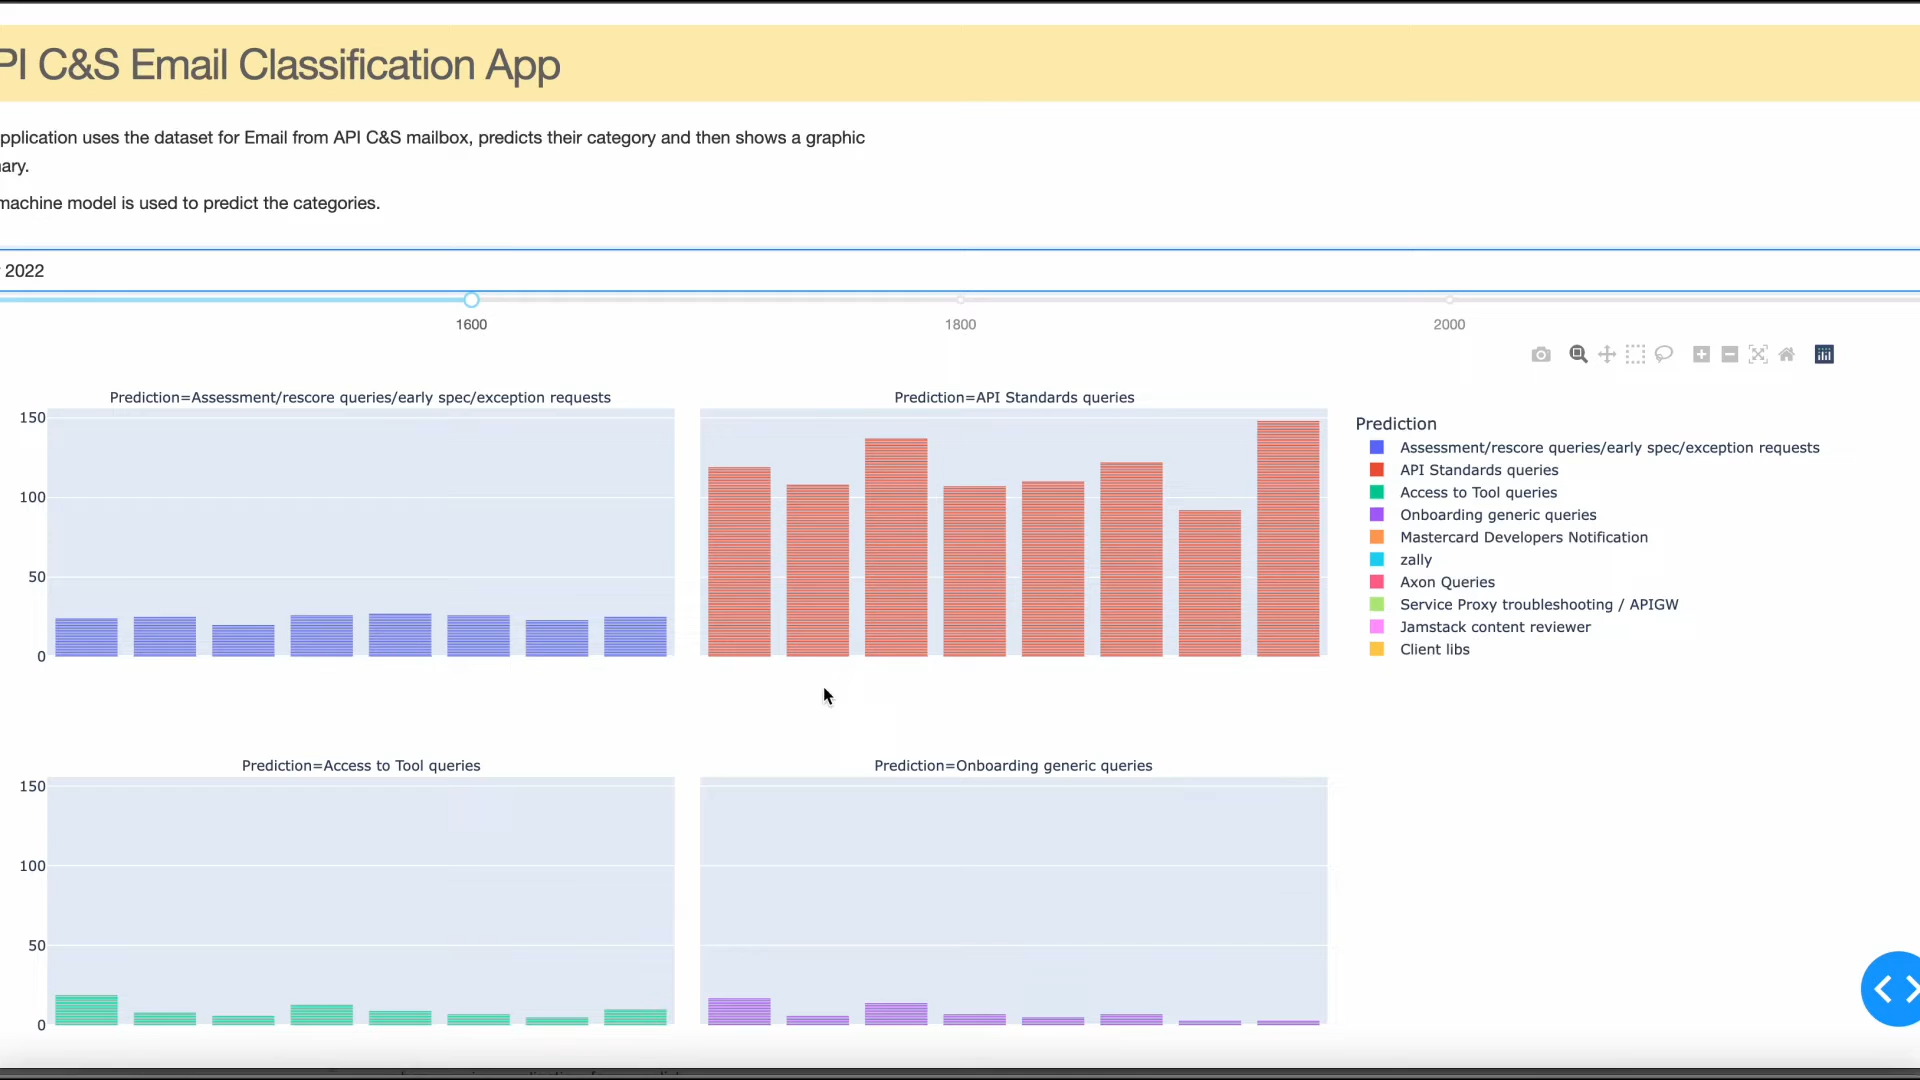 PI C&S Email Classification App
pplication uses the dataset for Email from API C&S mailbox, predicts their category and then shows a graphic
ary.
machine model is used to predict the categories.
2022
1600
1800
2000
Prediction=Assessment/rescore queries/early spec/exception requests
150
100
50
0
Prediction=API Standards queries
Prediction
Assessment/rescore queries/early spec/exception requests
API Standards queries
Access to Tool queries
Onboarding generic queries
Mastercard Developers Notification
zally
Axon Queries
Service Proxy troubleshooting / APIGW
Jamstack content reviewer
Client libs
Prediction=Access to Tool queries
150
100
50
0
Prediction=Onboarding generic queries